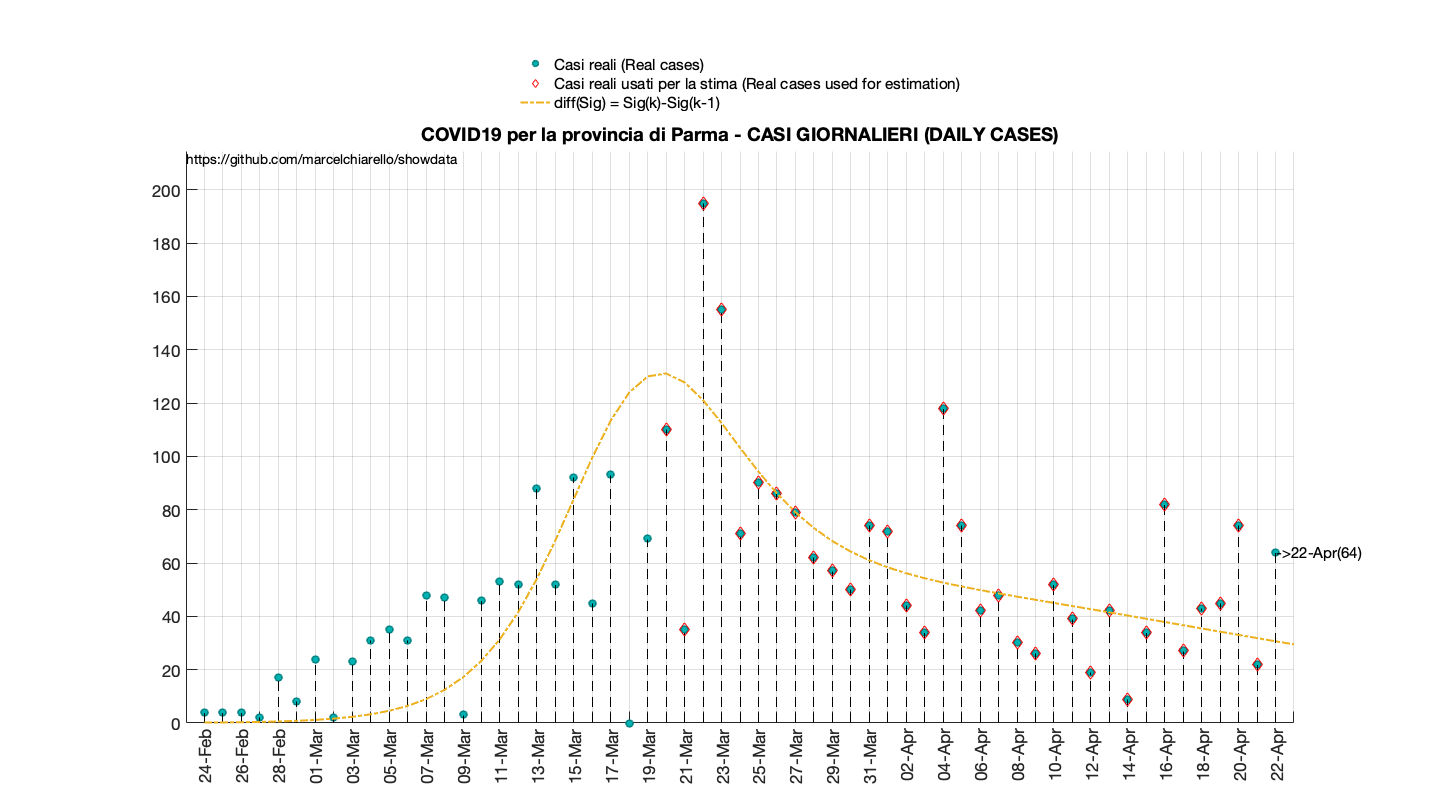 Casi reali (Real cases)
Casi reali usati per la stima (Real cases used for estimation)
diff(Sig) = Sig(k)-Sig(k-1)
COVID19 per la provincia di Parma - CASI GIORNALIERI (DAILY CASES)
https://github.com/marcelchiarello/showdata
200
180
160
140
120
100
80
60
40
20
0
->22-Apr(64)
24-Feb
26-Feb
28-Feb
01-Mar
03-Mar
05-Mar
07-Mar
09-Mar
11-Mar
13-Mar
15-Mar
17-Mar
19-Mar
21-Mar
23-Mar
25-Mar
27-Mar
29-Mar
31-Mar
02-Apr
04-Apr
06-Apr
08-Apr
10-Apr
12-Apr
14-Apr
16-Apr
18-Apr
20-Apr
22-Apr